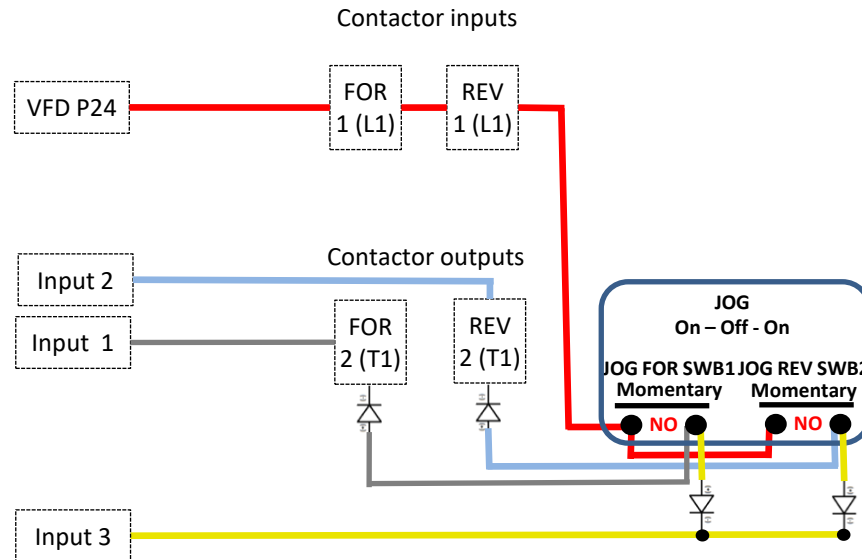 Contactor inputs
VFD P24
FOR
1 (L1)
REV
1 (L1)
Contactor outputs
Input 2
Input 1
FOR
2 (T1)
REV
2 (T1)
JOG
On – Off - On
JOG FOR SWB1
Momentary
JOG REV SWB2
Momentary
NO
NO
Input 3